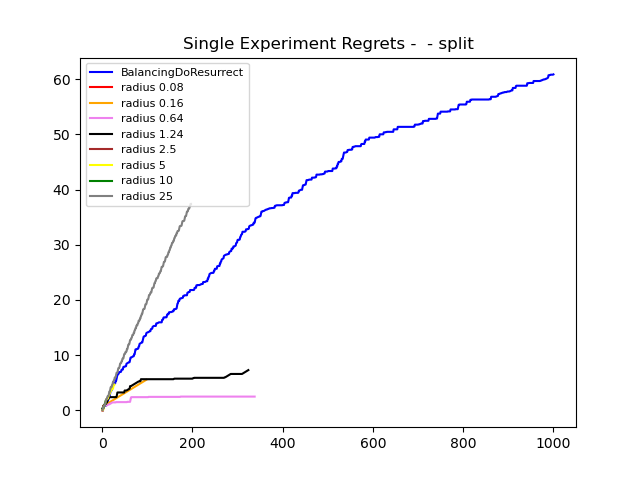 Single Experiment Regrets -  - split
BalancingDoResurrect
radius 0.08
radius 0.16
radius 0.64
radius 1.24
radius 2.5
radius 5
radius 10
radius 25
60
50
40
30
20
10
0
0 200 400 600 800 1000